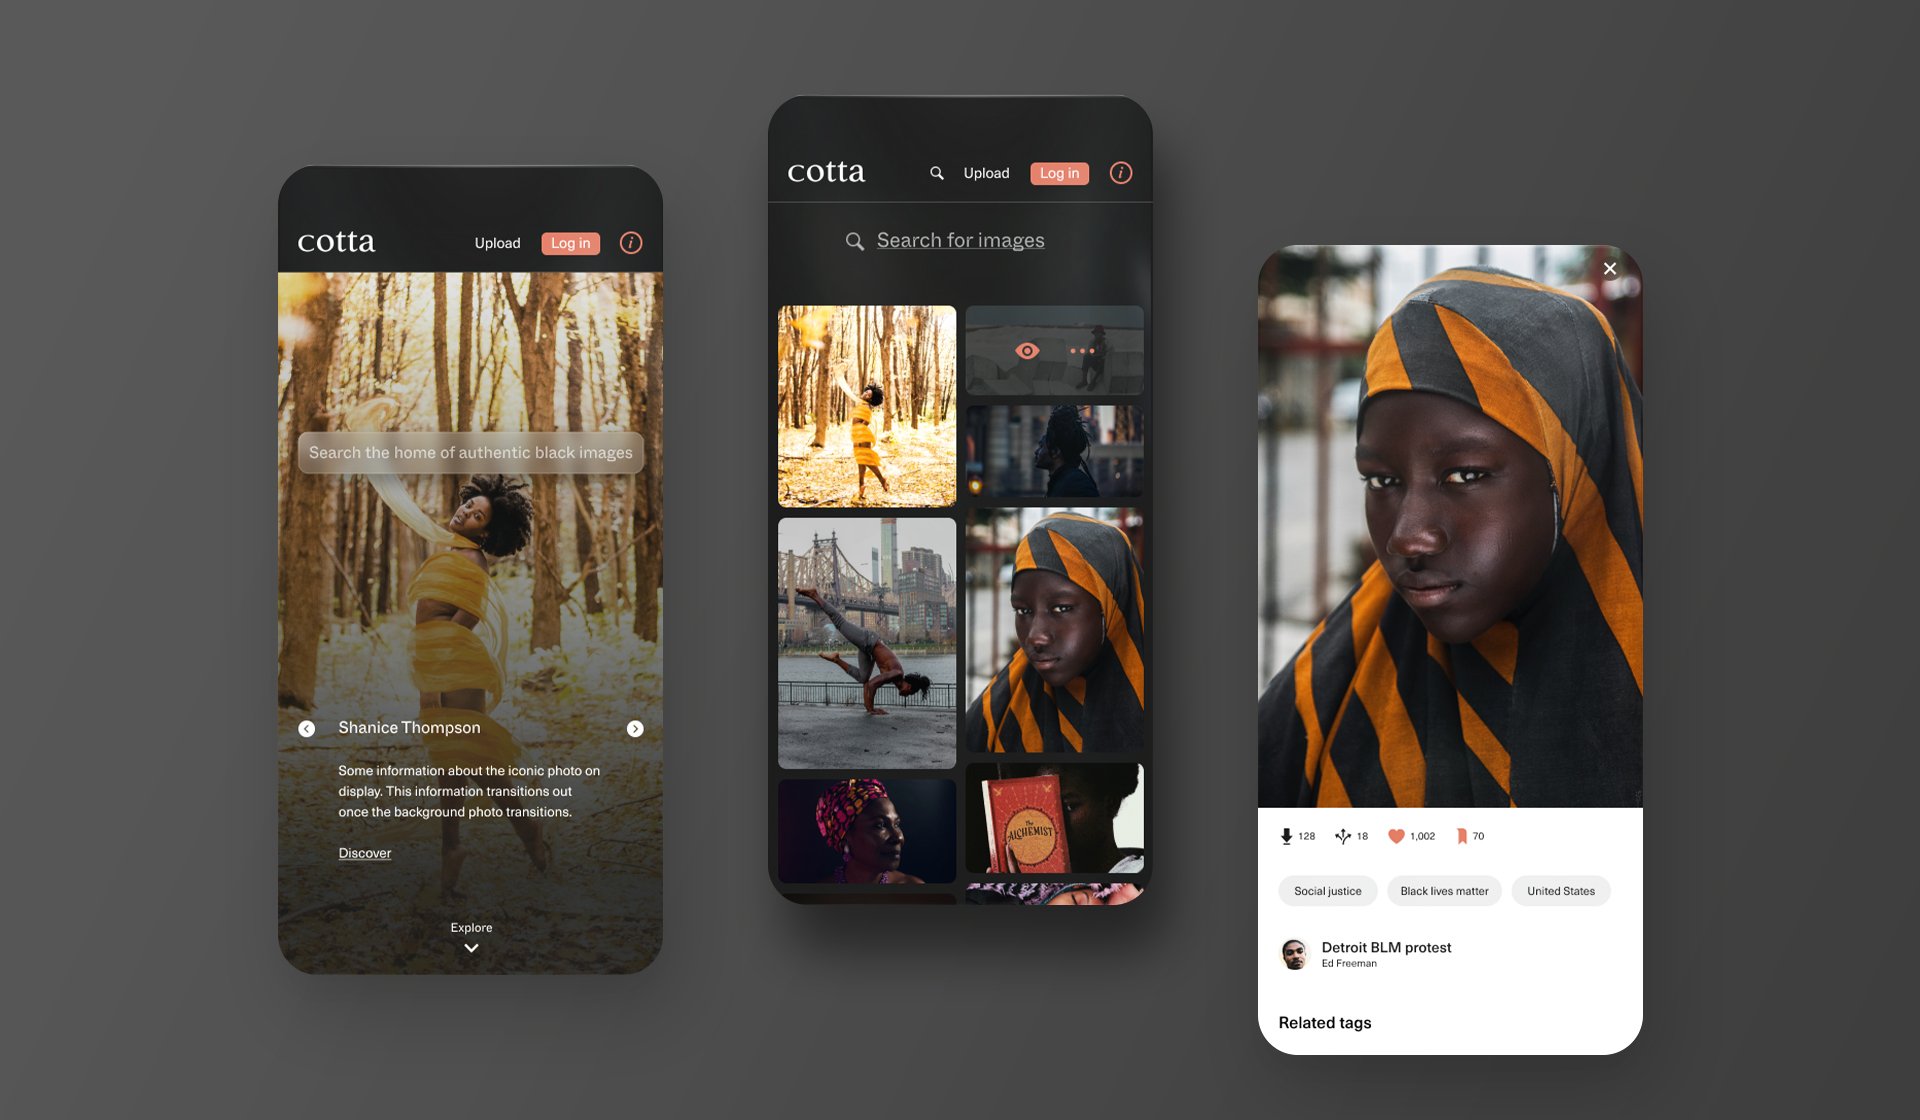 cotta
Upload
Log in
i
Search the home of authentic black images
Shanice Thompson
Some information about the iconic photo on
display. This information transitions out
once the background photo transitions.
Discover
Explore
cotta
Upload
Log in
i
Search for images
The
ALCHEMIST
128
18
1,002
70
Social justice
Black lives matter
United States
Detroit BLM protest
Ed Freeman
Related tags